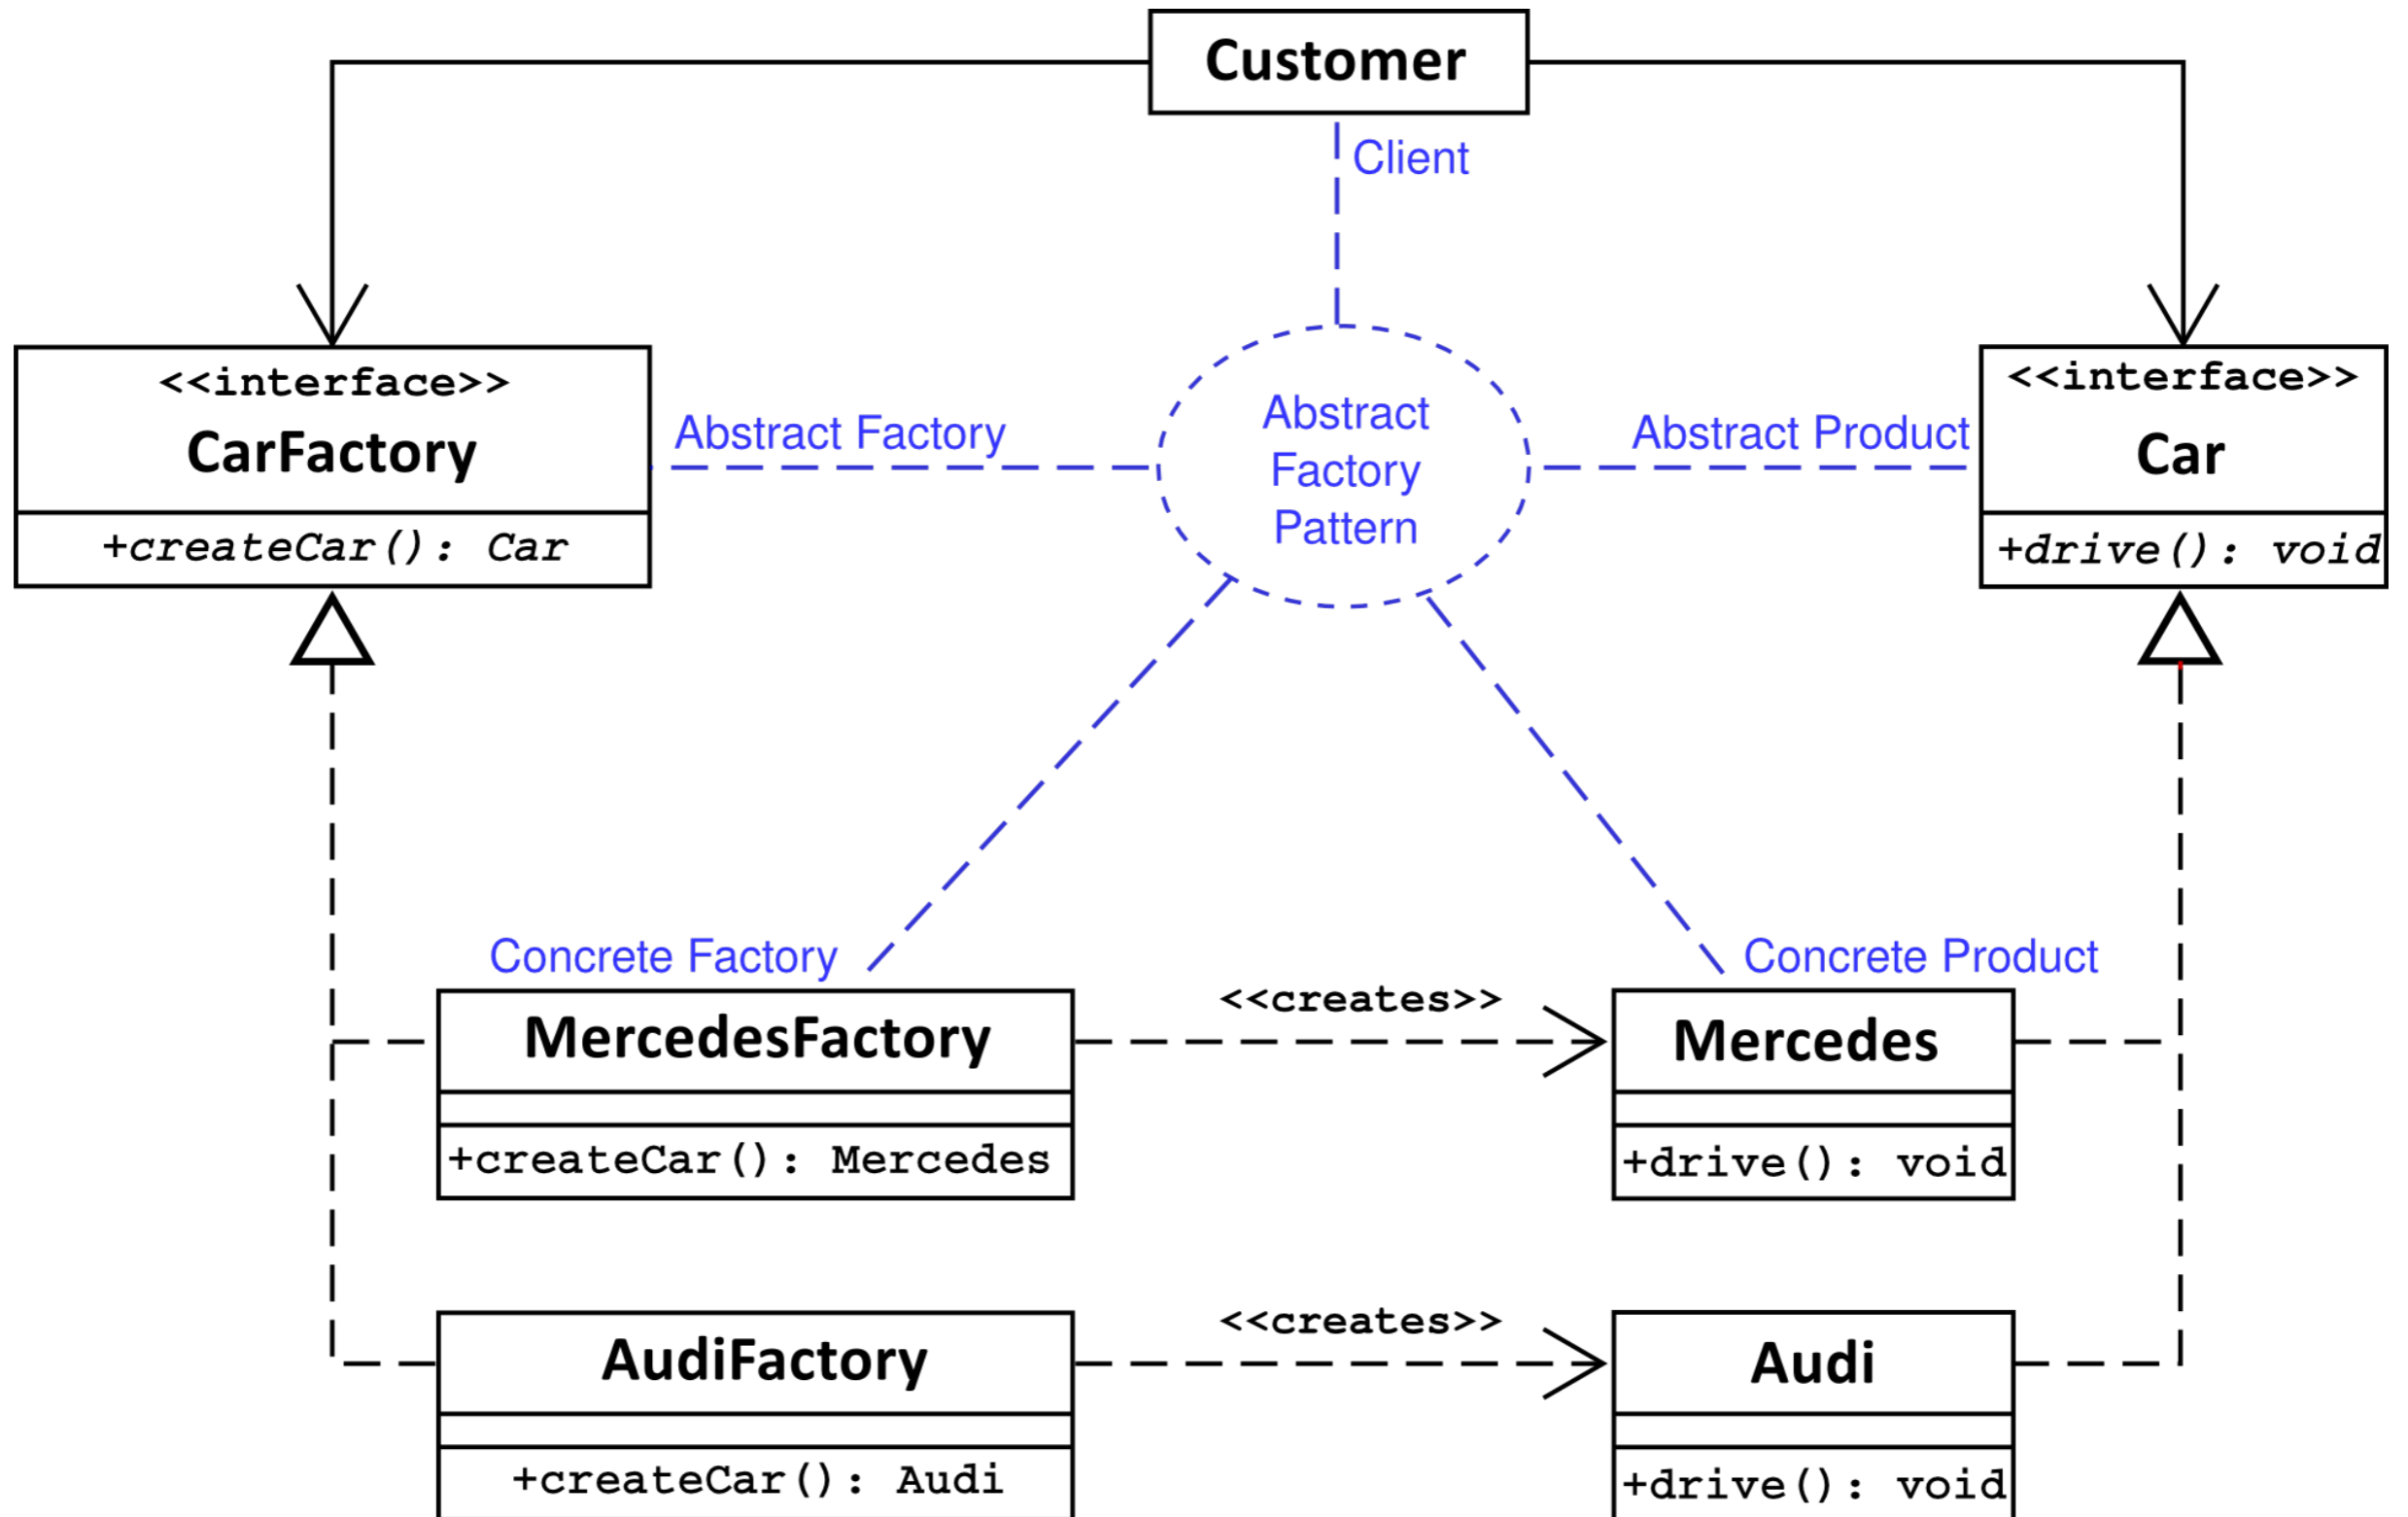 Customer
Client
<<interface>>
CarFactory
+createCar(): Car
Abstract Factory
Abstract
Factory
Pattern
Abstract Product
<<interface>>
Car
+drive(): void
Concrete Factory
Concrete Product
MercedesFactory
+createCar(): Mercedes
<<creates>>
Mercedes
+drive(): void
AudiFactory
+createCar(): Audi
<<creates>>
Audi
+drive(): void